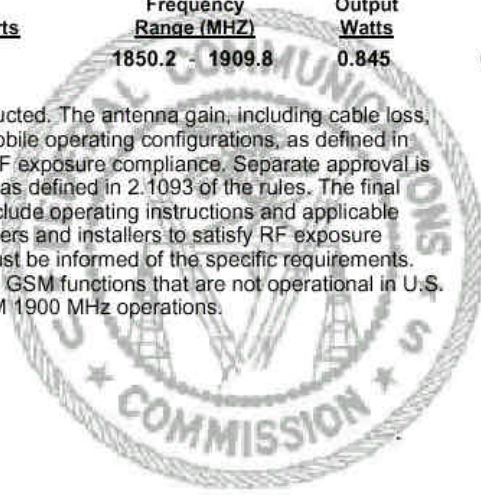 Frequency Output
rts Range (MHZ) Watts
1850.2 - 1909.8 0.845
ucted. The antenna gain, including cable loss,
obile operating configurations, as defined in
F exposure compliance. Separate approval is
as defined in 2.1093 of the rules. The final
clude operating instructions and applicable
ers and installers to satisfy RF exposure
ust be informed of the specific requirements.
GSM functions that are not operational in U.S.
M 1900 MHz operations.
COMMUNICATIONS
COMMISSION